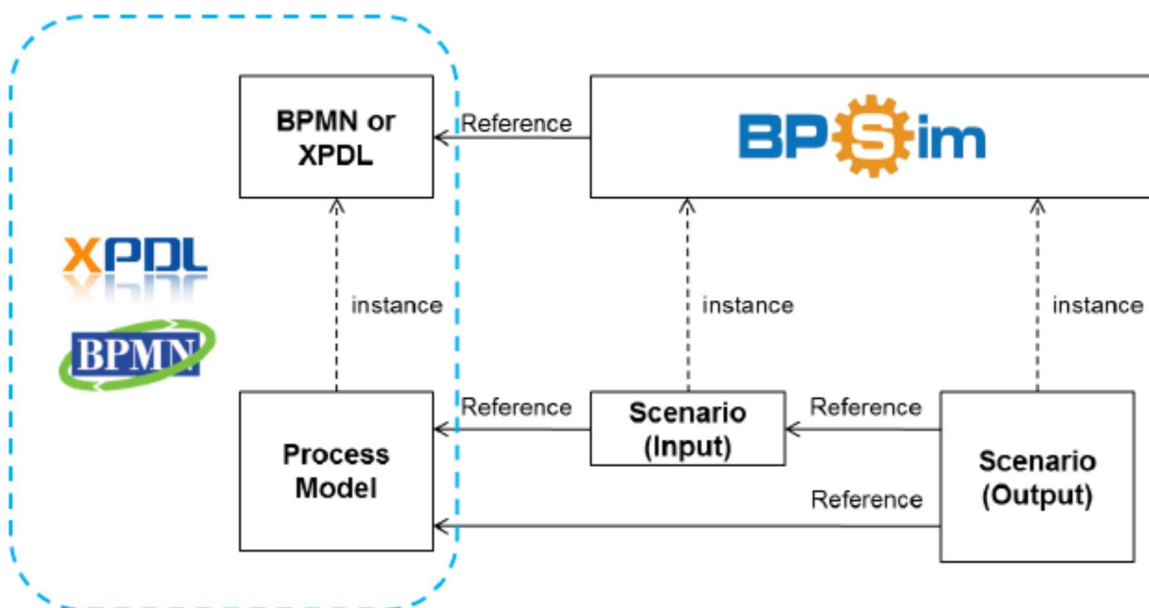 BPMN or
XPDL
Reference
BPSim
XPDL
BPMN
instance
instance
instance
Process
Model
Reference
Scenario
(Input)
Reference
Scenario
(Output)
Reference